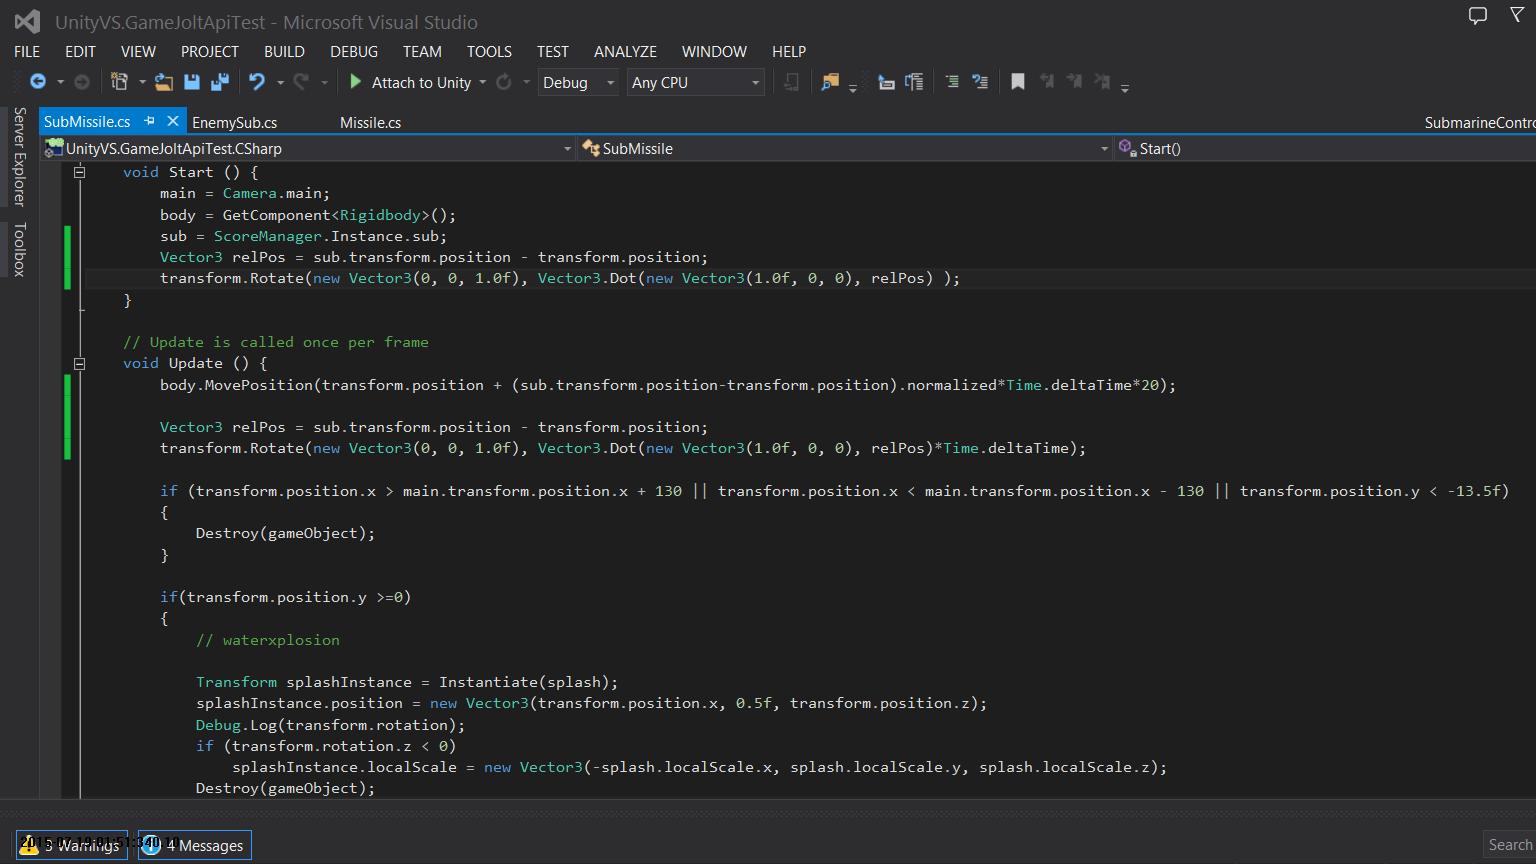 UnityVS.GameJoltApiTest - Microsoft Visual Studio
FILE EDIT VIEW PROJECT BUILD DEBUG TEAM TOOLS TEST ANALYZE WINDOW HELP
Attach to Unity Debug Any CPU
Server Explorer
Toolbox
SubMissile.cs EnemySub.cs Missile.cs SubmarineContro
UnityVS.GameJoltApiTest.CSharp SubMissile Start()
void Start () {
main = Camera.main;
body = GetComponent<Rigidbody>();
sub = ScoreManager.Instance.sub;
Vector3 relPos = sub.transform.position - transform.position;
transform.Rotate(new Vector3(0, 0, 1.0f), Vector3.Dot(new Vector3(1.0f, 0, 0), relPos) );
}
// Update is called once per frame
void Update () {
body.MovePosition(transform.position + (sub.transform.position-transform.position).normalized*Time.deltaTime*20);
Vector3 relPos = sub.transform.position - transform.position;
transform.Rotate(new Vector3(0, 0, 1.0f), Vector3.Dot(new Vector3(1.0f, 0, 0), relPos)*Time.deltaTime);
if (transform.position.x > main.transform.position.x + 130 || transform.position.x < main.transform.position.x - 130 || transform.position.y < -13.5f)
{
Destroy(gameObject);
}
if(transform.position.y >=0)
{
// waterxplosion
Transform splashInstance = Instantiate(splash);
splashInstance.position = new Vector3(transform.position.x, 0.5f, transform.position.z);
Debug.Log(transform.rotation);
if (transform.rotation.z < 0)
splashInstance.localScale = new Vector3(-splash.localScale.x, splash.localScale.y, splash.localScale.z);
Destroy(gameObject);
Warnings 4 Messages
Search